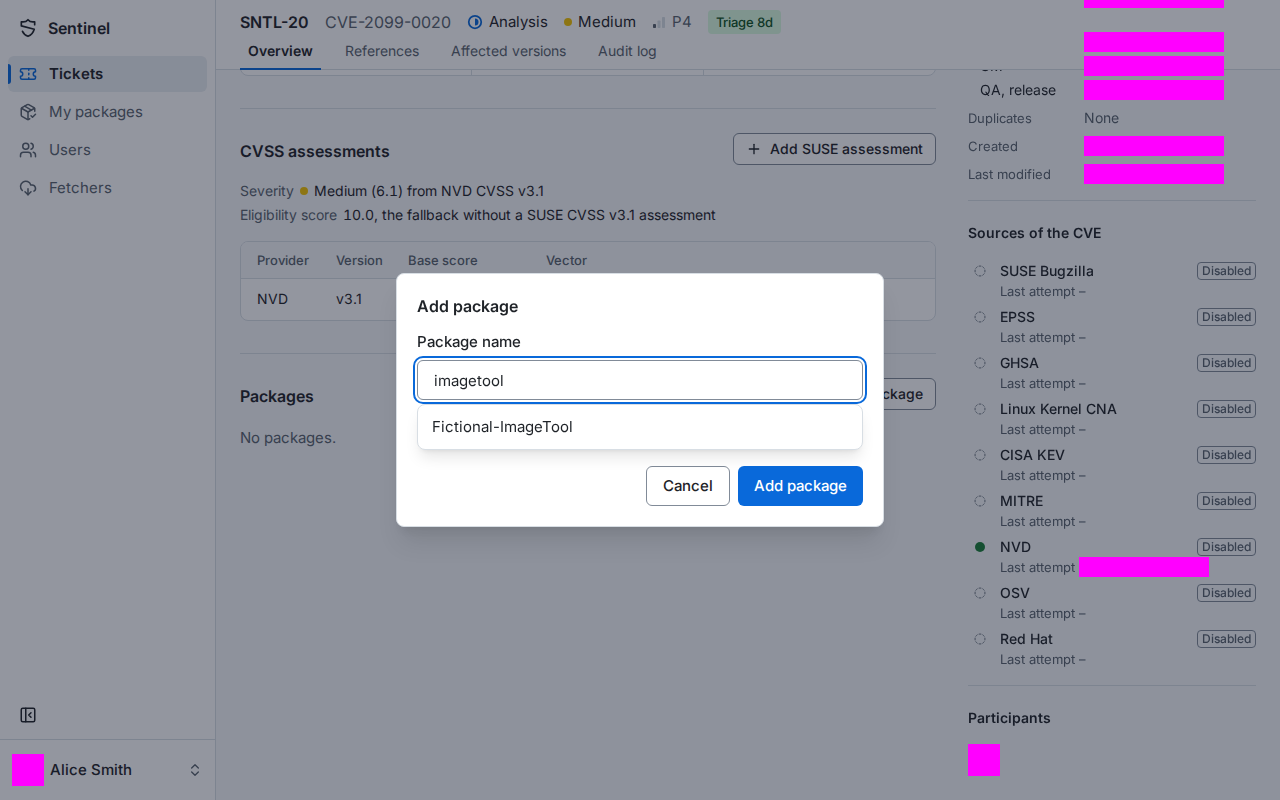 Sentinel
Tickets
My packages
Users
Fetchers
Alice Smith
SNTL-20 CVE-2099-0020 Analysis Medium P4 Triage 8d
Overview References Affected versions Audit log
CVSS assessments
Add SUSE assessment
Severity Medium (6.1) from NVD CVSS v3.1
Eligibility score 10.0, the fallback without a SUSE CVSS v3.1 assessment
Provider Version Base score Vector
NVD v3.1
Packages
ckage
No packages.
Add package
Package name
imagetool
Fictional-ImageTool
Cancel
Add package
QA, release
Duplicates None
Created
Last modified
Sources of the CVE
SUSE Bugzilla Disabled
Last attempt –
EPSS Disabled
Last attempt –
GHSA Disabled
Last attempt –
Linux Kernel CNA Disabled
Last attempt –
CISA KEV Disabled
Last attempt –
MITRE Disabled
Last attempt –
NVD Disabled
Last attempt
OSV Disabled
Last attempt –
Red Hat Disabled
Last attempt –
Participants